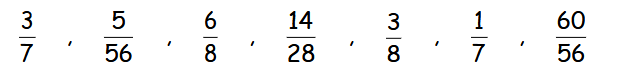 3/7 , 5/56 , 6/8 , 14/28 , 3/8 , 1/7 , 60/56